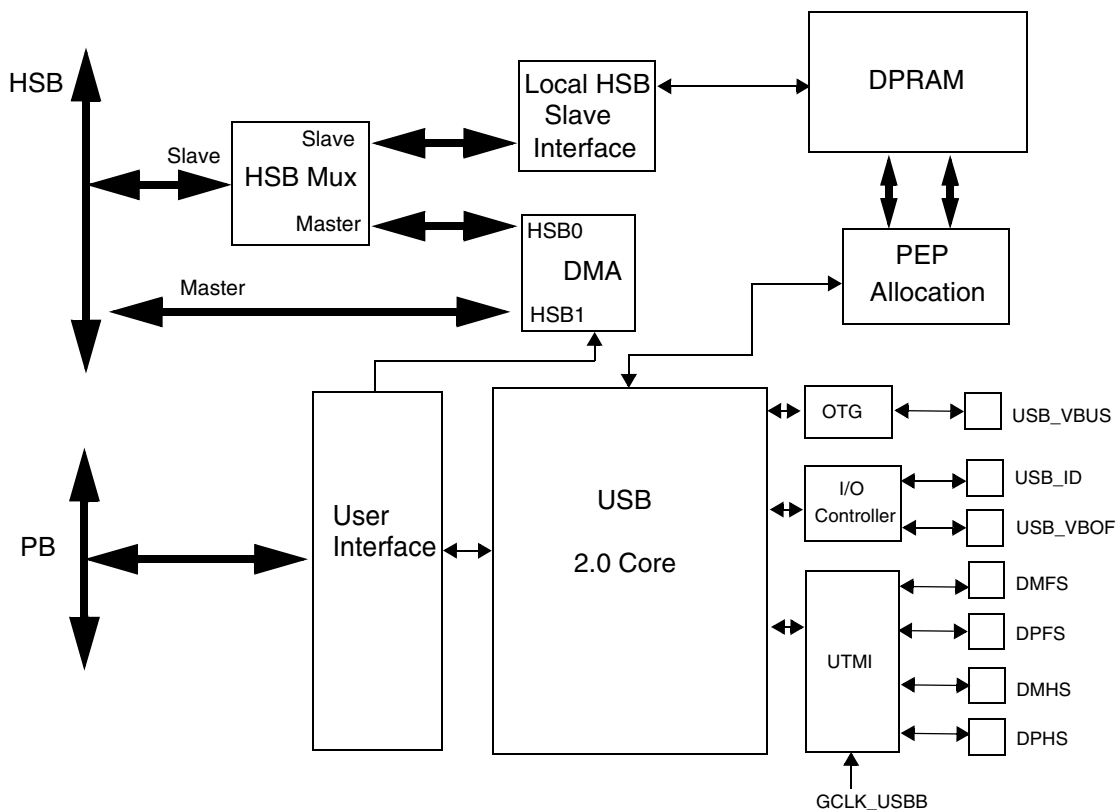 HSB
Slave
Slave
HSB Mux
Master
Master
Local HSB
Slave
Interface
DPRAM
HSB0
DMA
HSB1
PEP
Allocation
PB
User
Interface
USB
2.0 Core
OTG
USB_VBUS
I/O
Controller
USB_ID
USB_VBOF
UTMI
DMFS
DPFS
DMHS
DPHS
GCLK_USBB